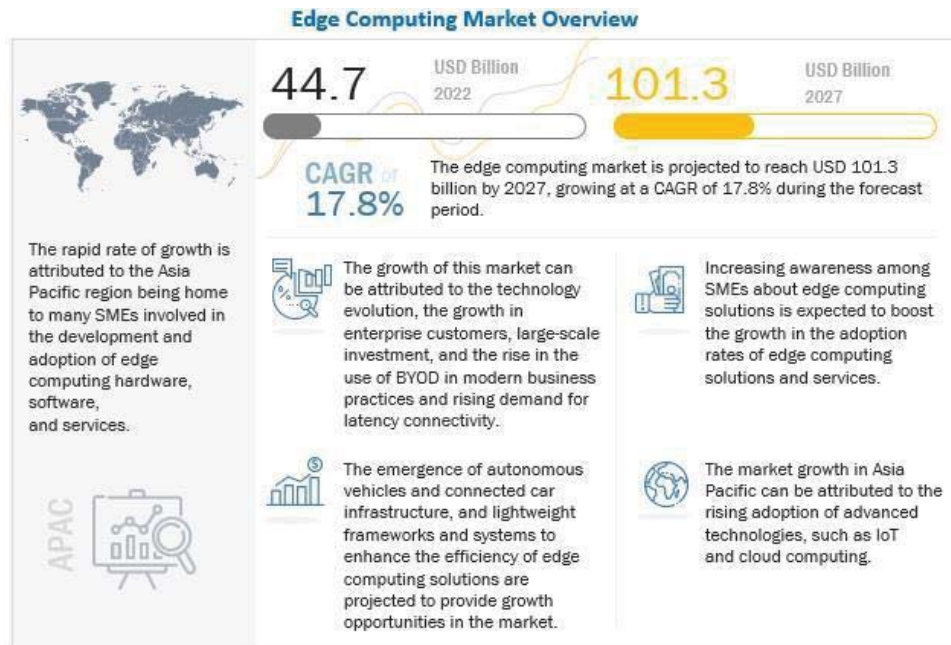 Edge Computing Market Overview
44.7
USD Billion
2022
101.3
USD Billion
2027
CAGR of
17.8%
The edge computing market is projected to reach USD 101.3
billion by 2027, growing at a CAGR of 17.8% during the forecast
period.
The rapid rate of growth is
attributed to the Asia
Pacific region being home
to many SMEs involved in
the development and
adoption of edge
computing hardware,
software,
and services.
APAC
The growth of this market can
be attributed to the technology
evolution, the growth in
enterprise customers, large-scale
investment, and the rise in the
use of BYOD in modern business
practices and rising demand for
latency connectivity.
Increasing awareness among
SMEs about edge computing
solutions is expected to boost
the growth in the adoption
rates of edge computing
solutions and services.
The emergence of autonomous
vehicles and connected car
infrastructure, and lightweight
frameworks and systems to
enhance the efficiency of edge
computing solutions are
projected to provide growth
opportunities in the market.
The market growth in Asia
Pacific can be attributed to the
rising adoption of advanced
technologies, such as IoT
and cloud computing.